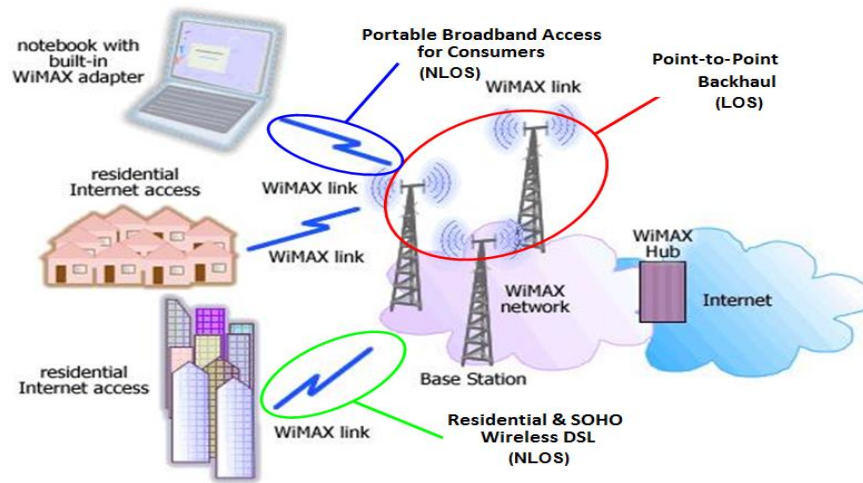 notebook with
built-in
WiMAX adapter
Portable Broadband Access
for Consumers
(NLOS)
Point-to-Point
Backhaul
(LOS)
WiMAX link
residential
Internet access
WiMAX link
WiMAX link
WiMAX
Hub
WiMAX
network
Internet
residential
Internet access
Base Station
WiMAX link
Residential & SOHO
Wireless DSL
(NLOS)